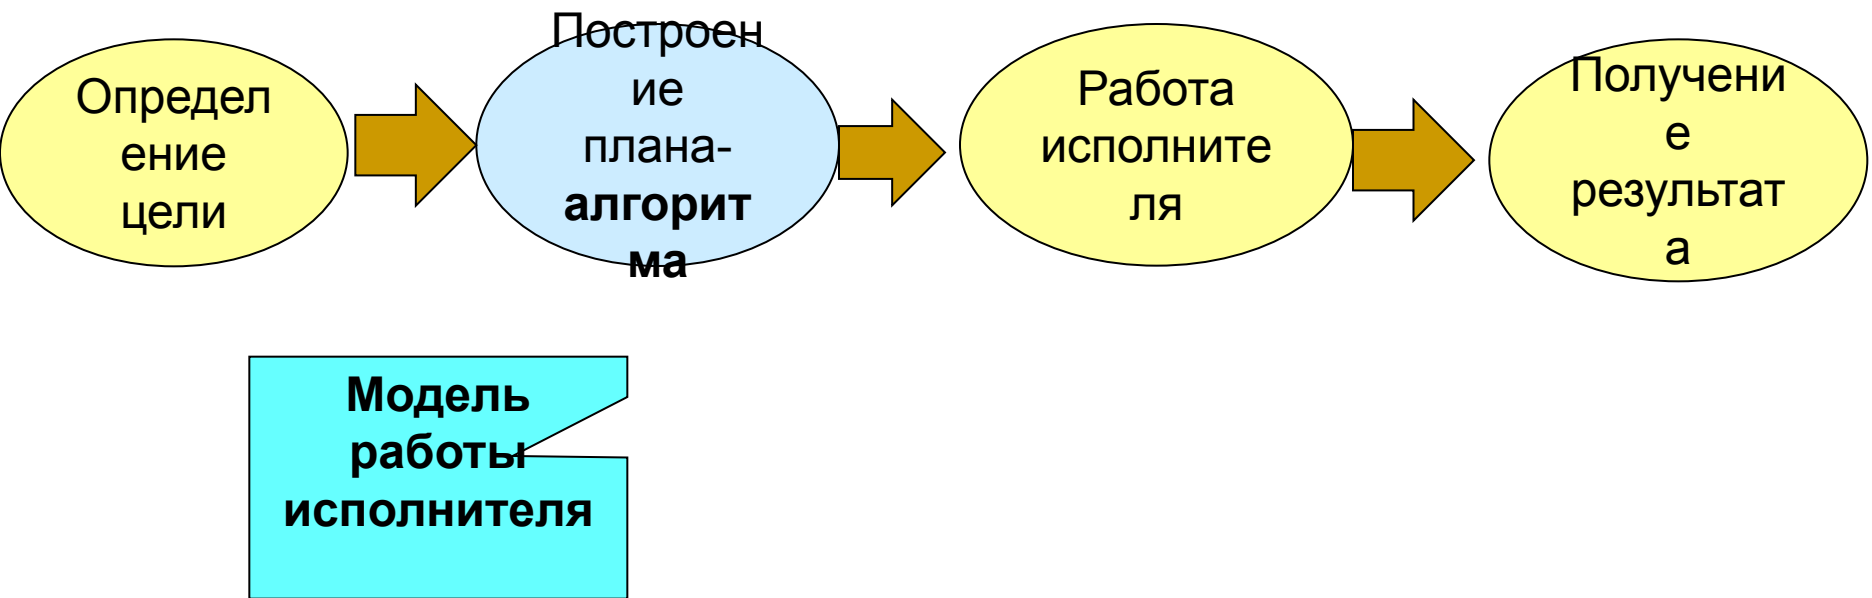 Определ
ение
цели
Построен
ие
плана-
алгорит
ма
Работа
исполните
ля
Получени
е
результат
а
Модель
работы
исполнителя